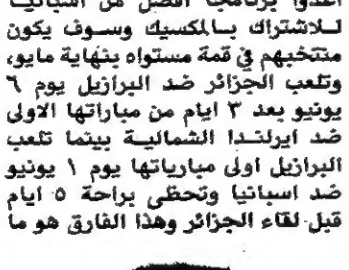 اعدوا برنامجا افضل من اسبانيا
للاشتراك بالمكسيك وسوف يكون
منتخبهم في قمة مستواه بنهاية مايو،
وتلعب الجزائر ضد البرازيل يوم ٦
يونيو بعد ٣ ايام من مباراتها الاولى
ضد ايرلندا الشمالية بينما تلعب
البرازيل اولى مبارياتها يوم ١ يونيو
ضد اسبانيا وتحظى براحة ٥ ايام
قبل لقاء الجزائر وهذا الفارق هو ما